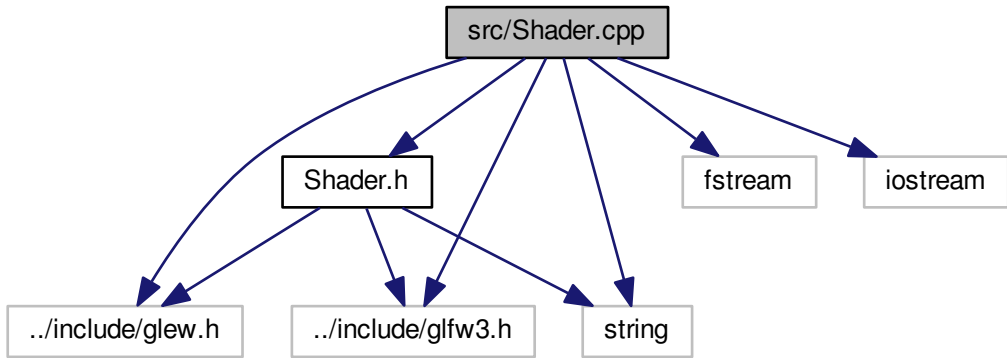 src/Shader.cpp
Shader.h
fstream
iostream
../include/glew.h
../include/glfw3.h
string